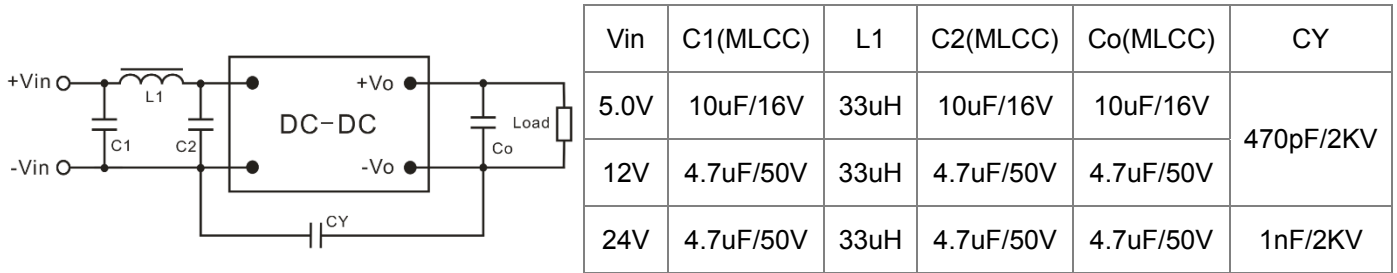 +Vin
L1
C1
C2
-Vin
DC-DC
+Vo
-Vo
Co
Load
CY
Vin C1(MLCC) L1 C2(MLCC) Co(MLCC) CY
5.0V 10uF/16V 33uH 10uF/16V 10uF/16V 470pF/2KV
12V 4.7uF/50V 33uH 4.7uF/50V 4.7uF/50V
24V 4.7uF/50V 33uH 4.7uF/50V 4.7uF/50V 1nF/2KV